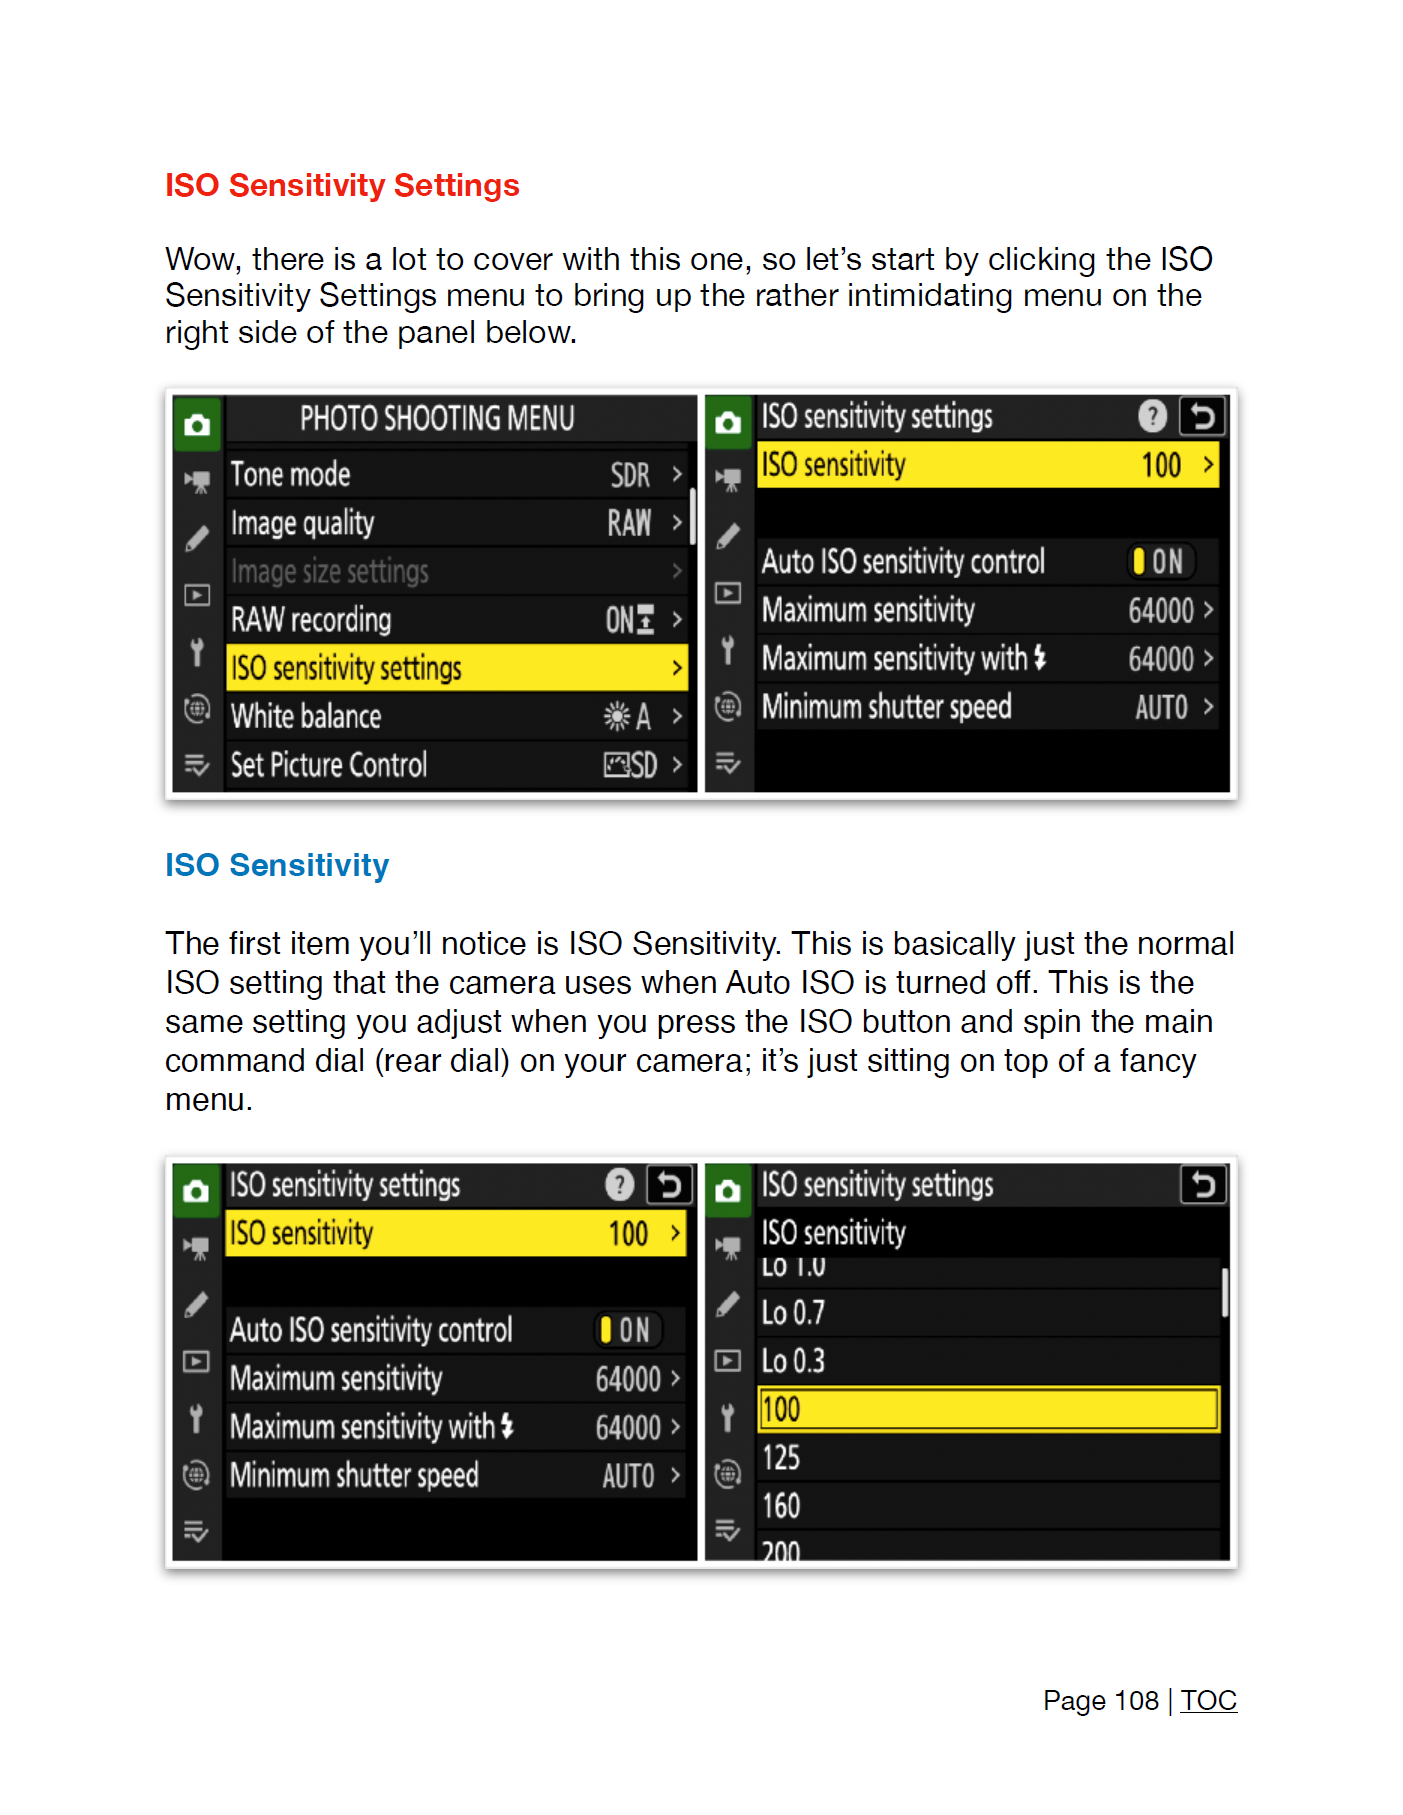 ISO Sensitivity Settings
Wow, there is a lot to cover with this one, so let’s start by clicking the ISO
Sensitivity Settings menu to bring up the rather intimidating menu on the
right side of the panel below.
PHOTO SHOOTING MENU
Tone mode SDR >
Image quality RAW >
Image size settings >
RAW recording ON >
ISO sensitivity settings >
White balance A >
Set Picture Control SD >
ISO sensitivity settings ?
ISO sensitivity 100 >
Auto ISO sensitivity control ON
Maximum sensitivity 64000 >
Maximum sensitivity with 64000 >
Minimum shutter speed AUTO >
ISO Sensitivity
The first item you’ll notice is ISO Sensitivity. This is basically just the normal
ISO setting that the camera uses when Auto ISO is turned off. This is the
same setting you adjust when you press the ISO button and spin the main
command dial (rear dial) on your camera; it’s just sitting on top of a fancy
menu.
ISO sensitivity settings ?
ISO sensitivity 100 >
Auto ISO sensitivity control ON
Maximum sensitivity 64000 >
Maximum sensitivity with 64000 >
Minimum shutter speed AUTO >
ISO sensitivity settings
ISO sensitivity
Lo 1.0
Lo 0.7
Lo 0.3
100
125
160
200
Page 108 | TOC